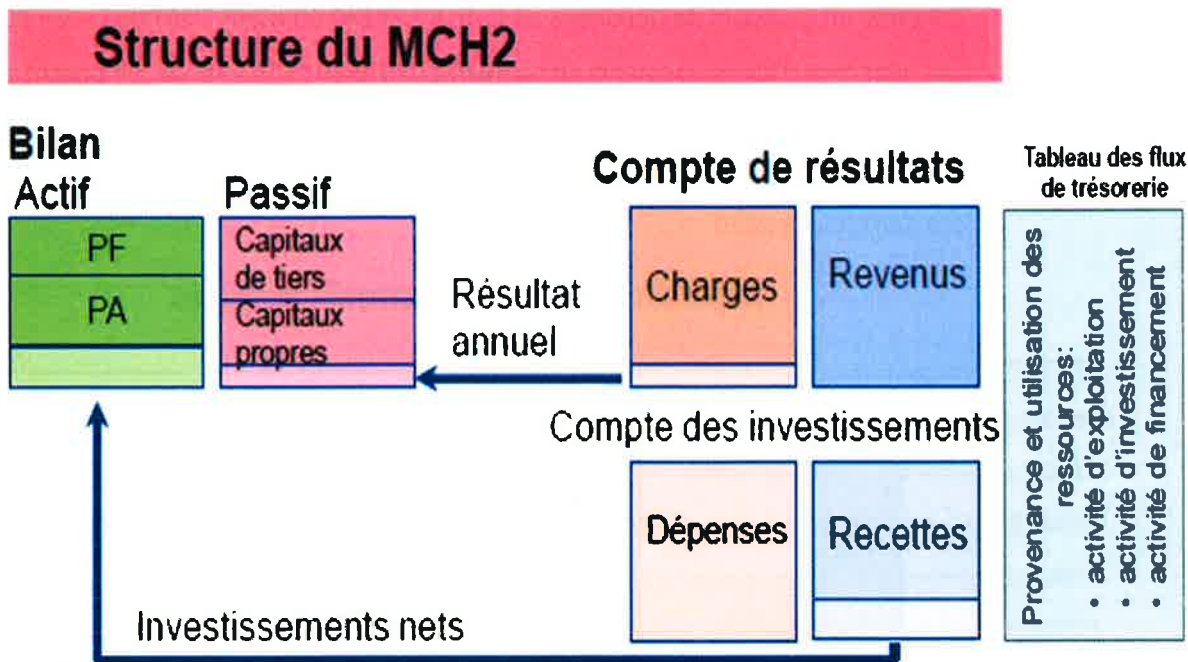 Structure du MCH2
Bilan
Actif
Passif
PF
PA
Capitaux
de tiers
Capitaux
propres
Résultat
annuel
Compte de résultats
Charges
Revenus
Compte des investissements
Dépenses
Recettes
Investissements nets
Tableau des flux
de trésorerie
Provenance et utilisation des
ressources:
• activité d'exploitation
• activité d'investissement
• activité de financement